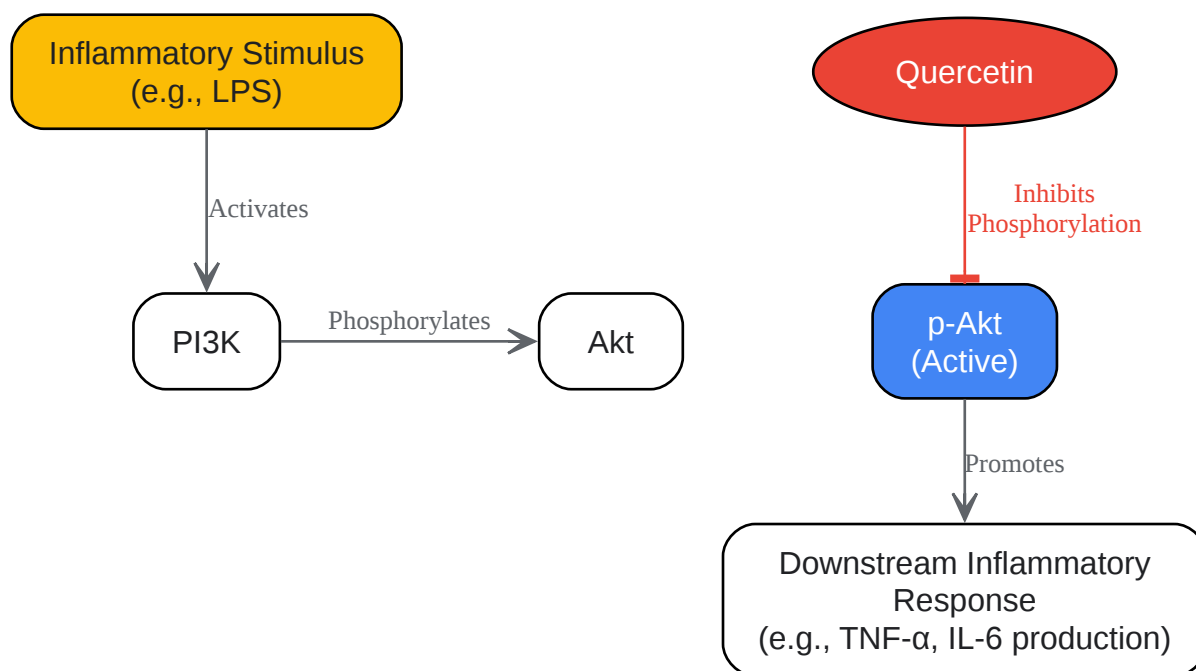 Inflammatory Stimulus
(e.g., LPS)
Quercetin
Activates
Inhibits
Phosphorylation
PI3K
Phosphorylates
Akt
p-Akt
(Active)
Promotes
Downstream Inflammatory
Response
(e.g., TNF-α, IL-6 production)